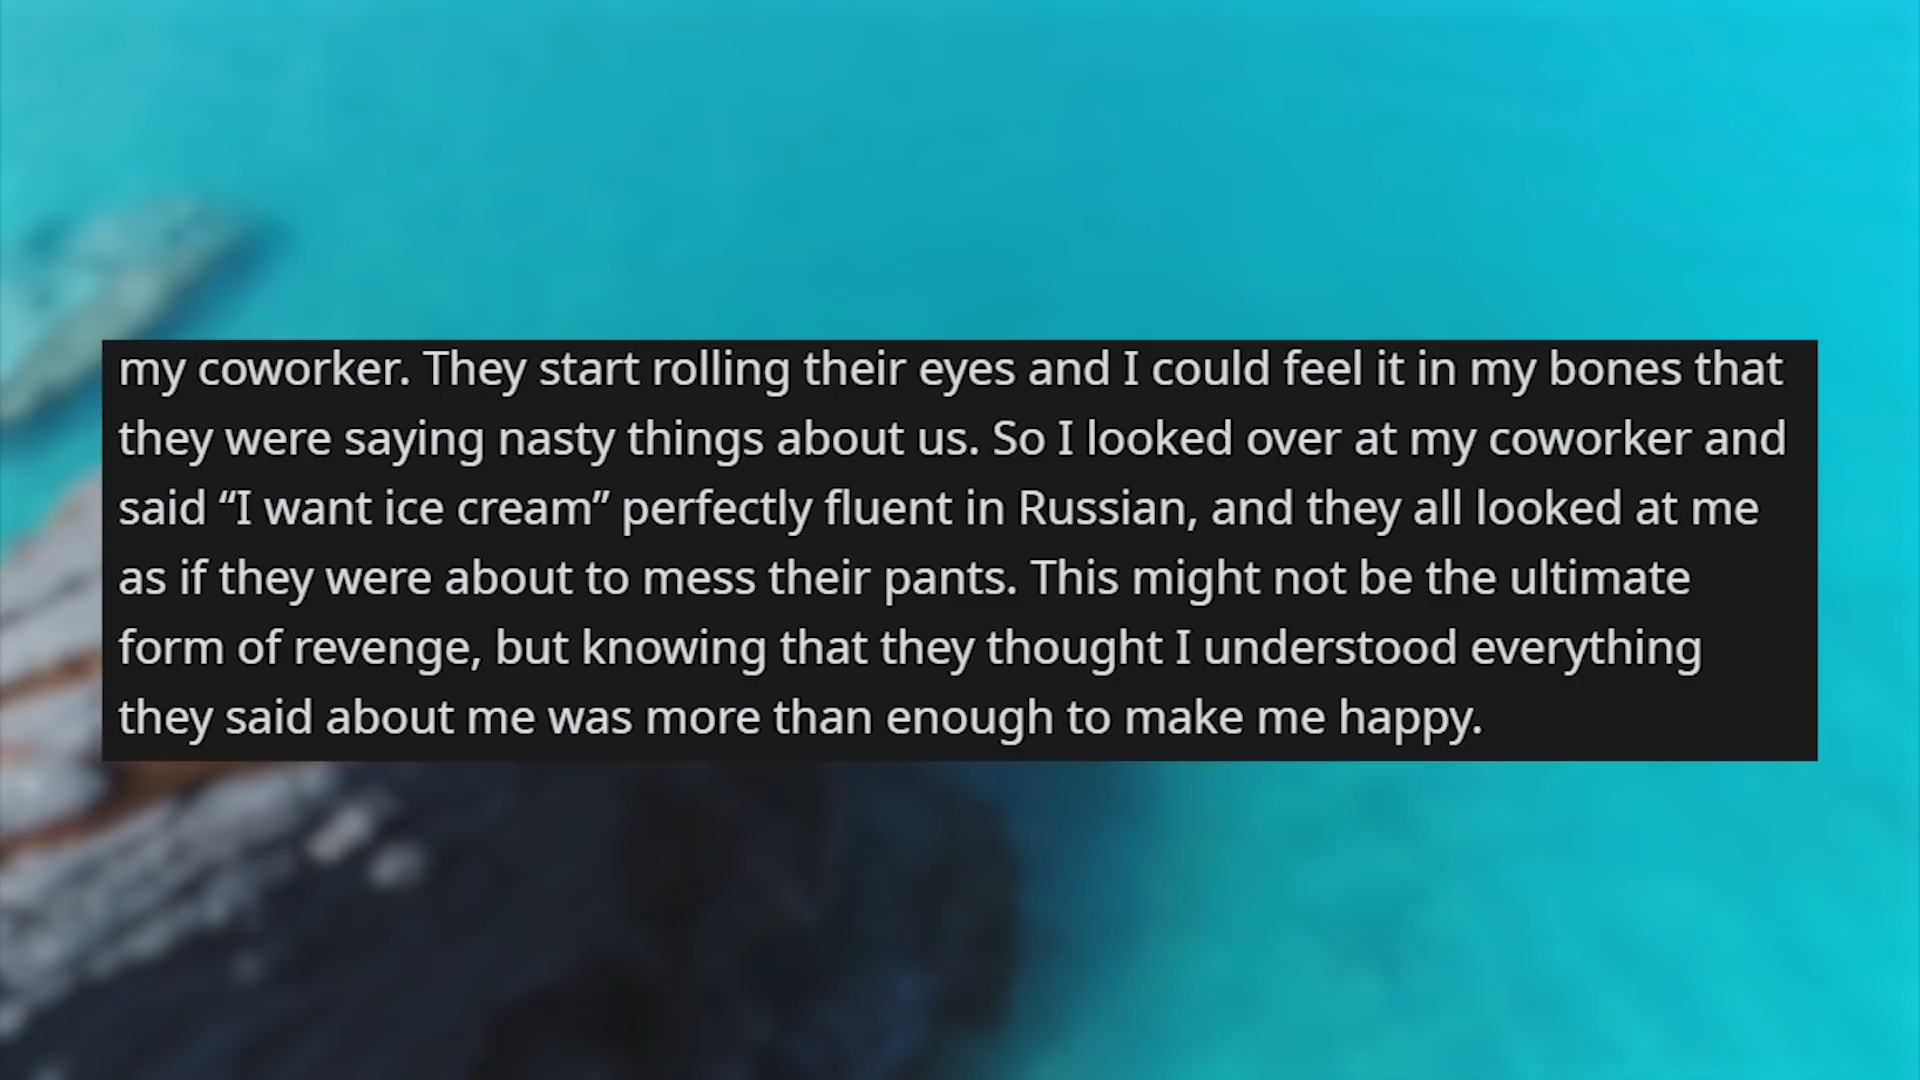 my coworker. They start rolling their eyes and I could feel it in my bones that
they were saying nasty things about us. So I looked over at my coworker and
said “I want ice cream” perfectly fluent in Russian, and they all looked at me
as if they were about to mess their pants. This might not be the ultimate
form of revenge, but knowing that they thought I understood everything
they said about me was more than enough to make me happy.